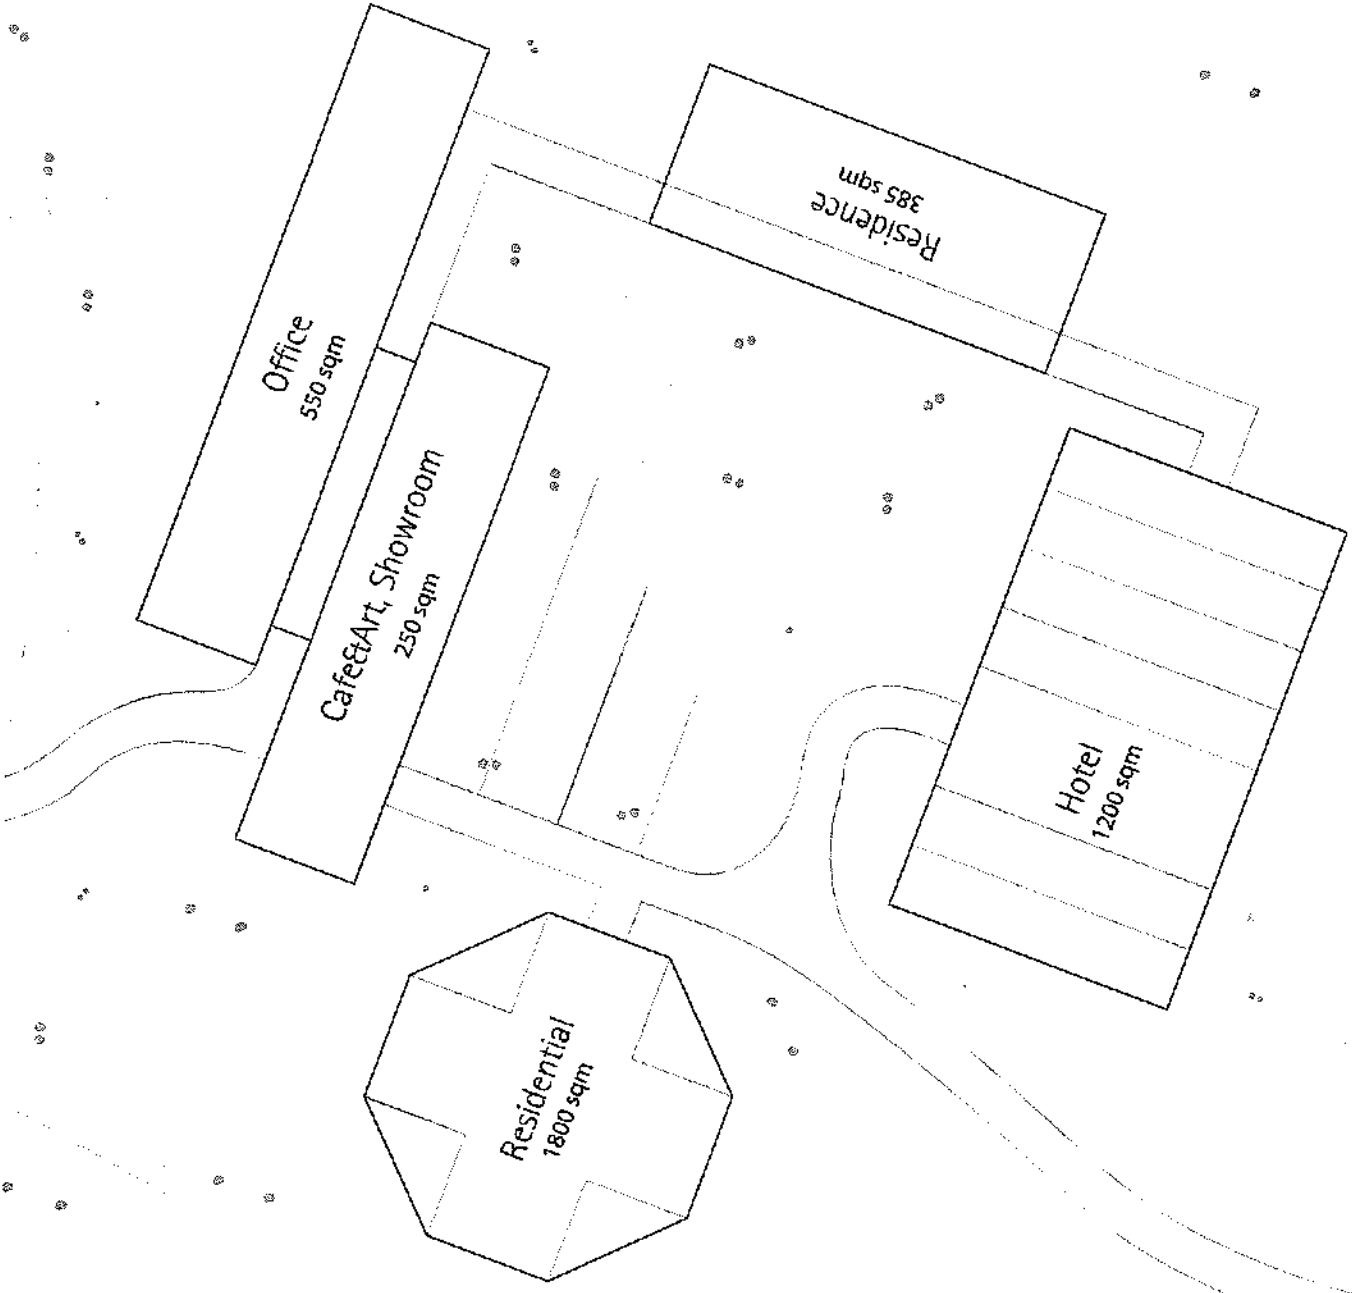 Residence
385 sqm
Office
550 sqm
Cafe&Art, Showroom
250 sqm
Hotel
1200 sqm
Residential
1800 sqm